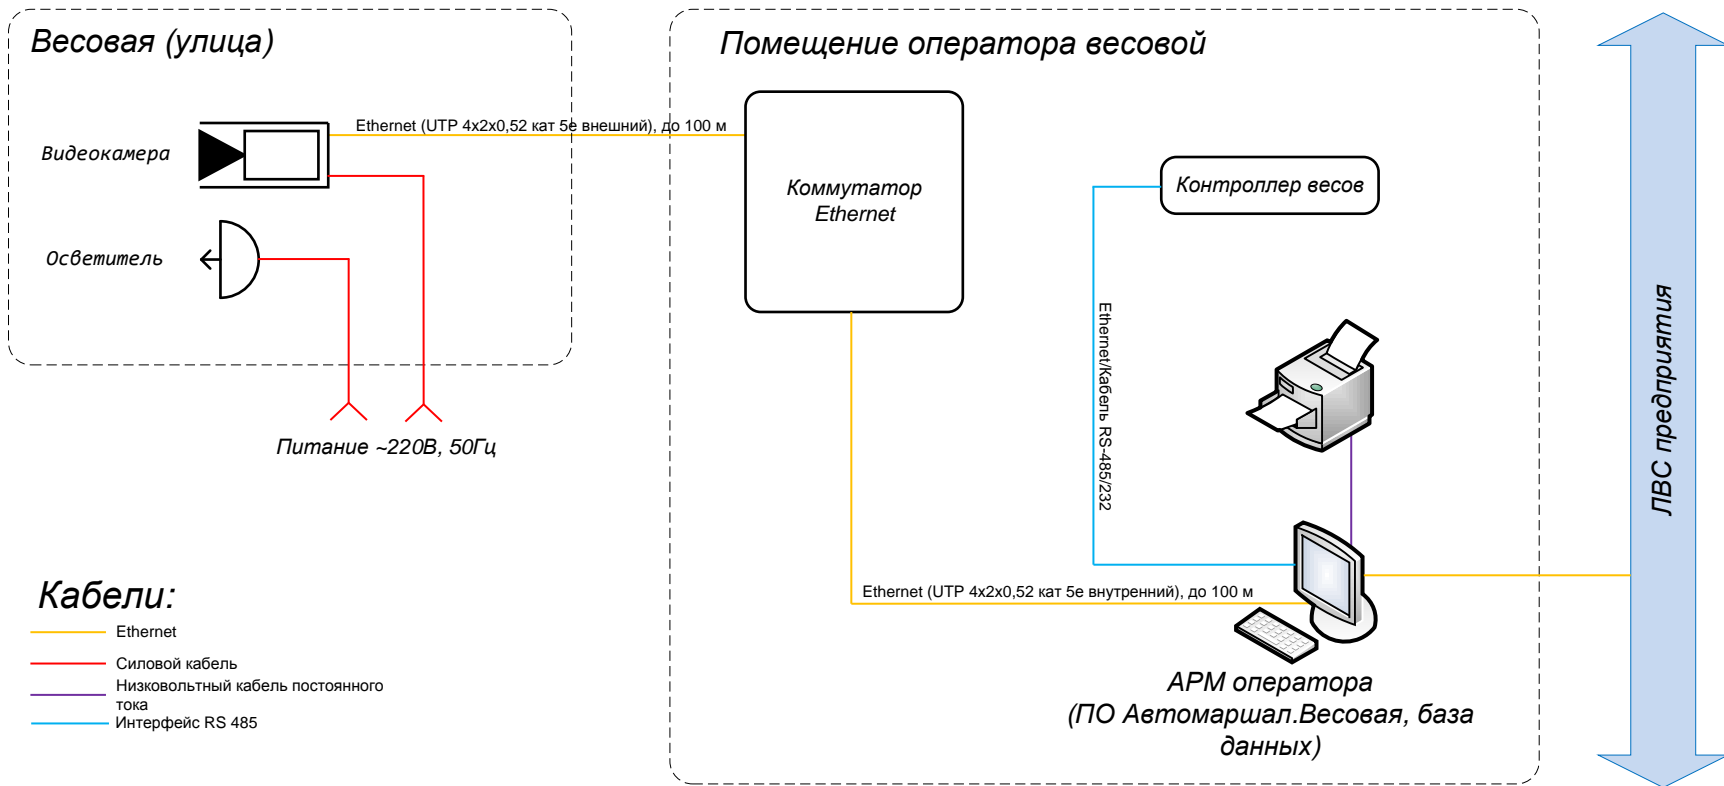 Весовая (улица)
Видеокамера
Осветитель
Ethernet (UTP 4x2x0,52 кат 5е внешний), до 100 м
Питание ~220В, 50Гц
Помещение оператора весовой
Коммутатор
Ethernet
Контроллер весов
Ethernet/Кабель RS-485/232
Ethernet (UTP 4x2x0,52 кат 5е внутренний), до 100 м
АРМ оператора
(ПО Автомаршал.Весовая, база
данных)
ЛВС предприятия
Кабели:
Ethernet
Силовой кабель
Низковольтный кабель постоянного
тока
Интерфейс RS 485